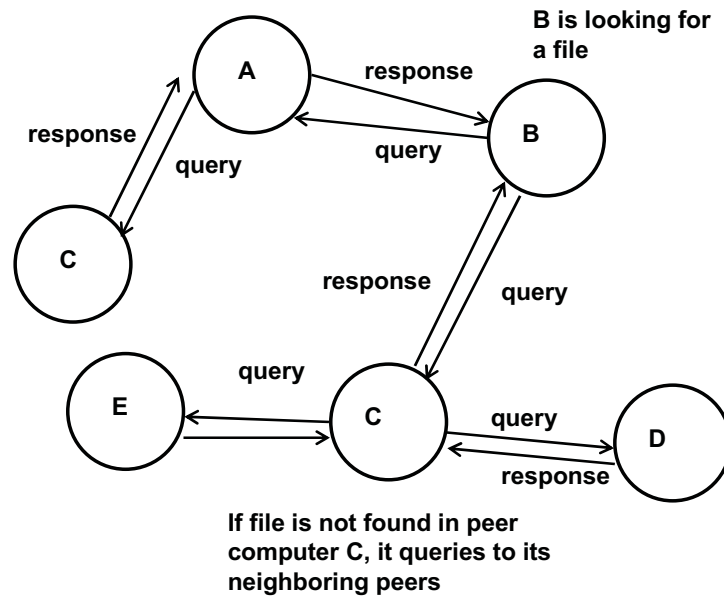 B is looking for
a file
A
response
B
response
query
query
C
response
query
query
E
C
query
D
response
If file is not found in peer
computer C, it queries to its
neighboring peers